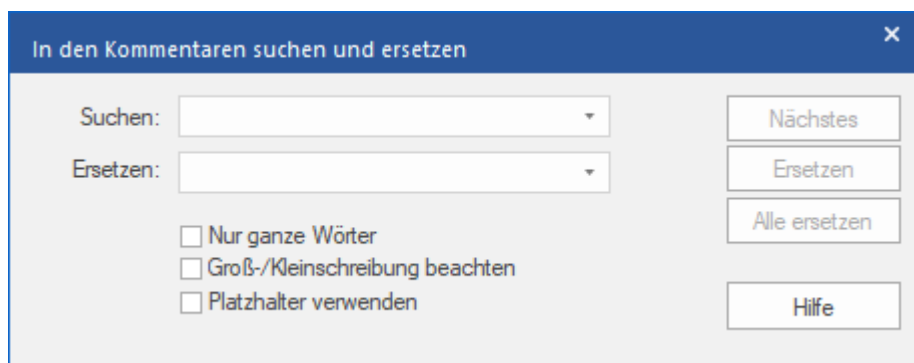 In den Kommentaren suchen und ersetzen
Suchen:
Nächstes
Ersetzen:
Ersetzen
Alle ersetzen
Nur ganze Wörter
Groß-/Kleinschreibung beachten
Platzhalter verwenden
Hilfe